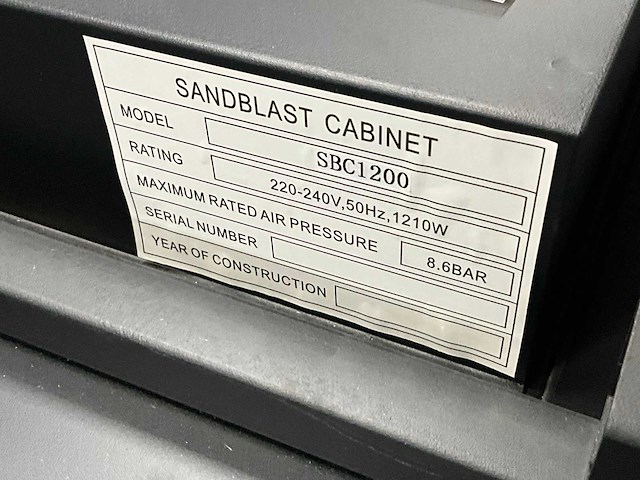 SANDBLAST CABINET
MODEL SBC1200
RATING 220-240V,50Hz,1210W
MAXIMUM RATED AIR PRESSURE 8.6BAR
SERIAL NUMBER
YEAR OF CONSTRUCTION